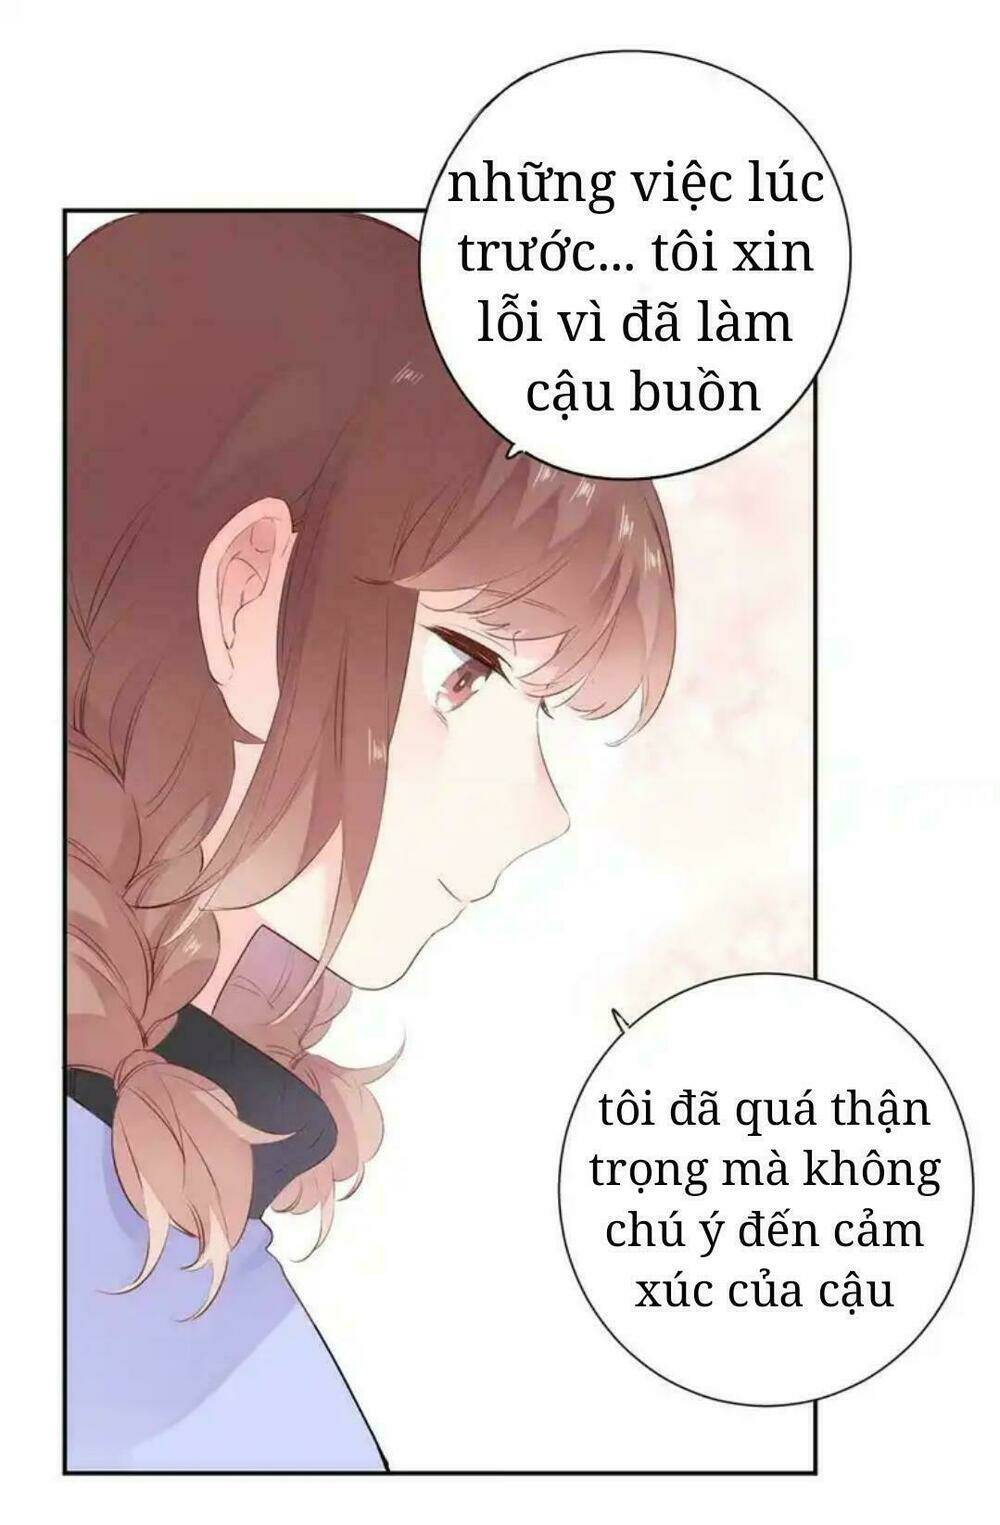 những việc lúc
trước... tôi xin
lỗi vì đã làm
cậu buồn
tôi đã quá thận
trọng mà không
chú ý đến cảm
xúc của cậu